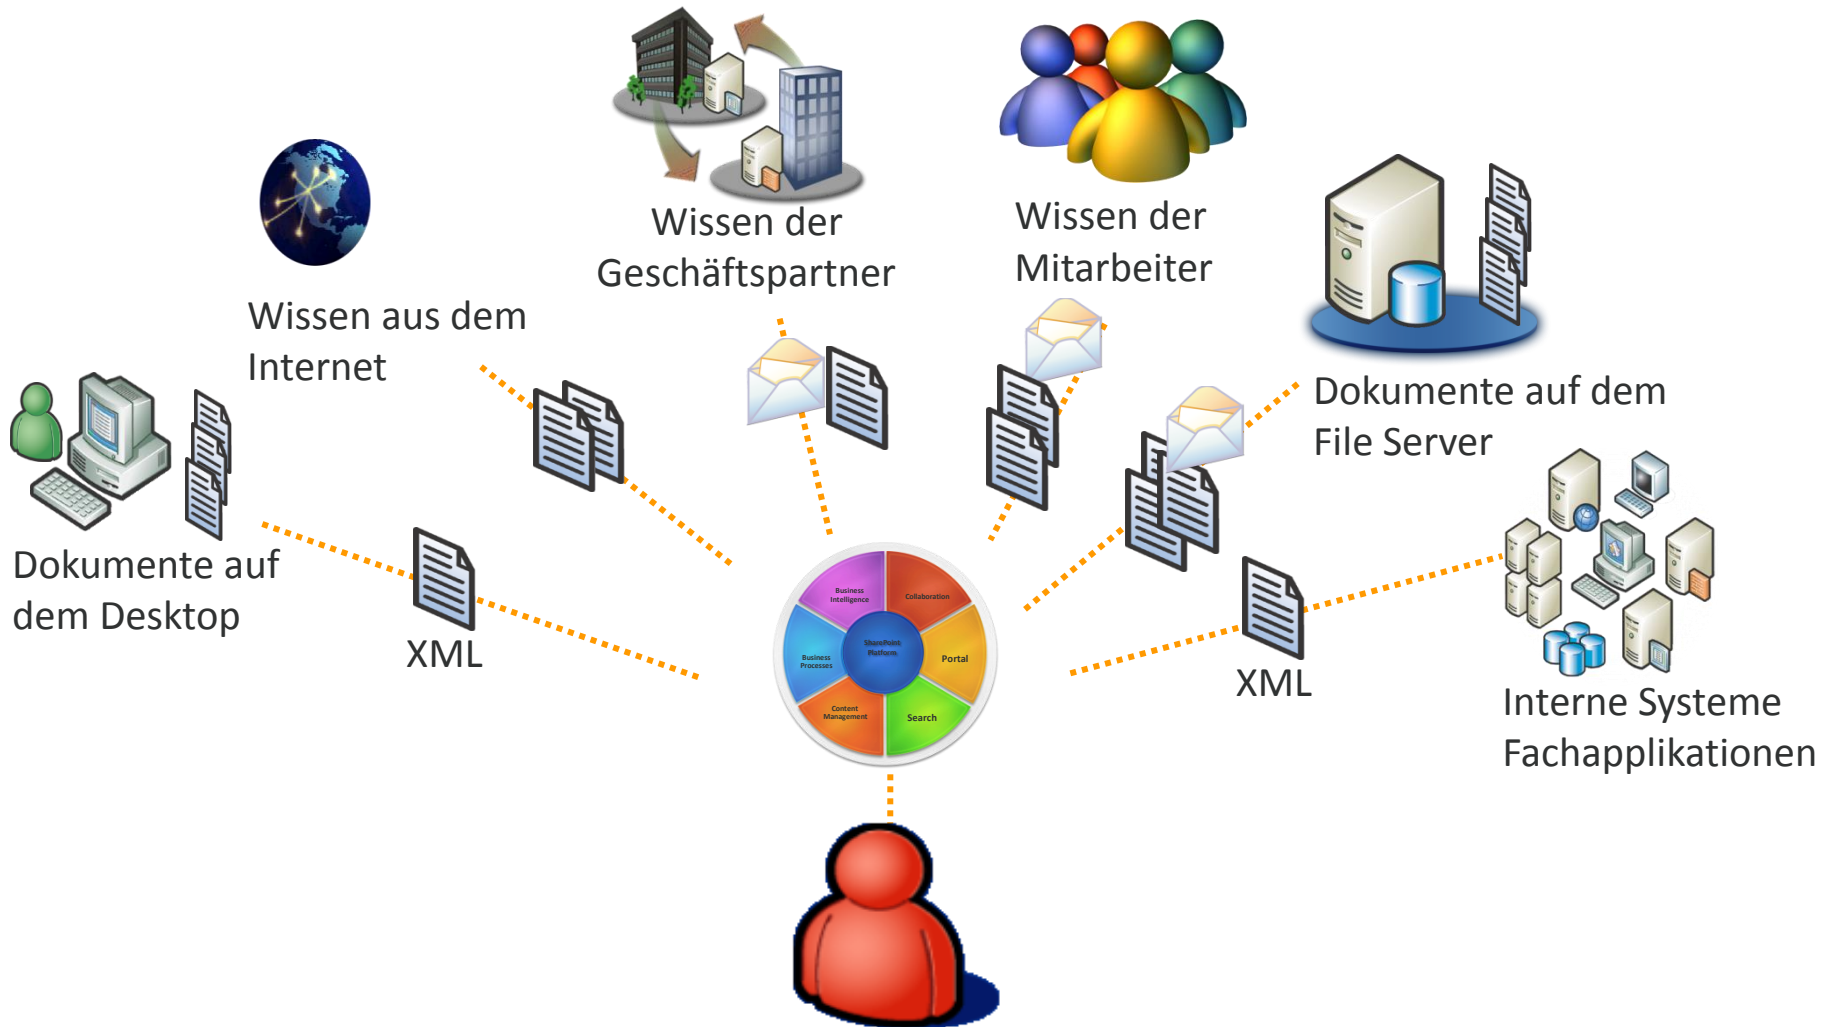 Wissen der
Geschäftspartner
Wissen der
Mitarbeiter
Wissen aus dem
Internet
Dokumente auf dem
File Server
Dokumente auf
dem Desktop
XML
XML
Interne Systeme
Fachapplikationen
Business
Intelligence
Collaboration
Business
Processes
SharePoint
Platform
Portal
Content
Management
Search